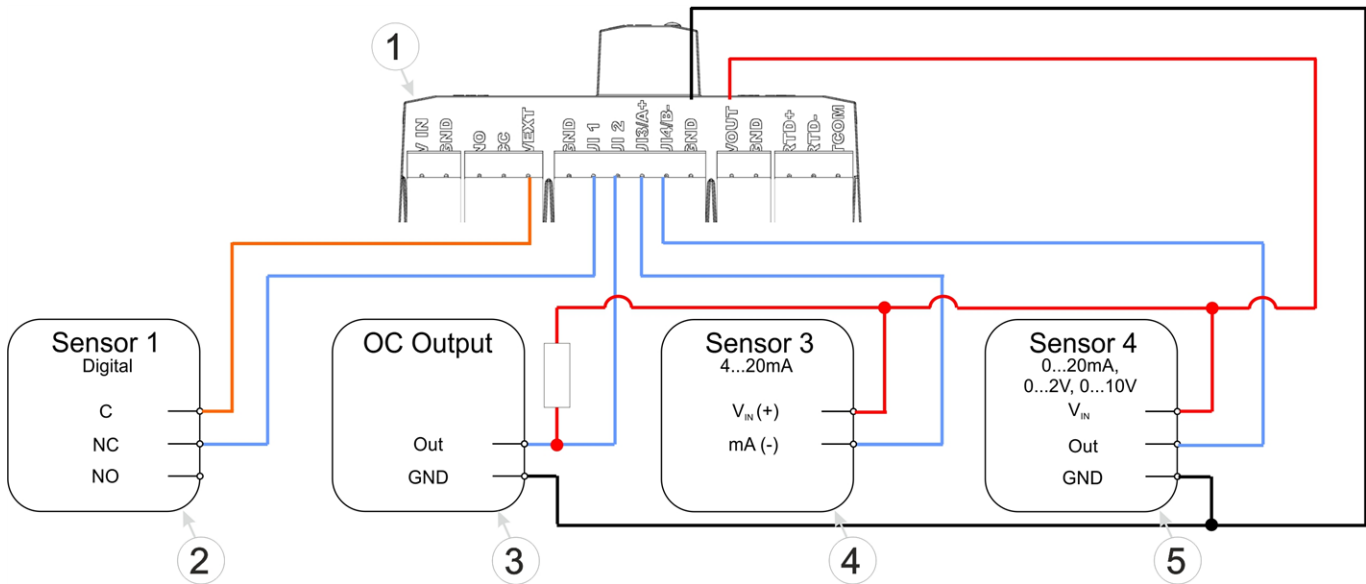 1
V IN
GND
NO
CC
VEXT
GND
UI 1
UI 2
UI3/A+
UI4/B-
GND
VOUT
GND
RTD+
RTD-
TCOM
Sensor 1
Digital
C
NC
NO
OC Output
Out
GND
Sensor 3
4...20mA
VIN (+)
mA (-)
Sensor 4
0...20mA,
0...2V, 0...10V
VIN
Out
GND
2
3
4
5